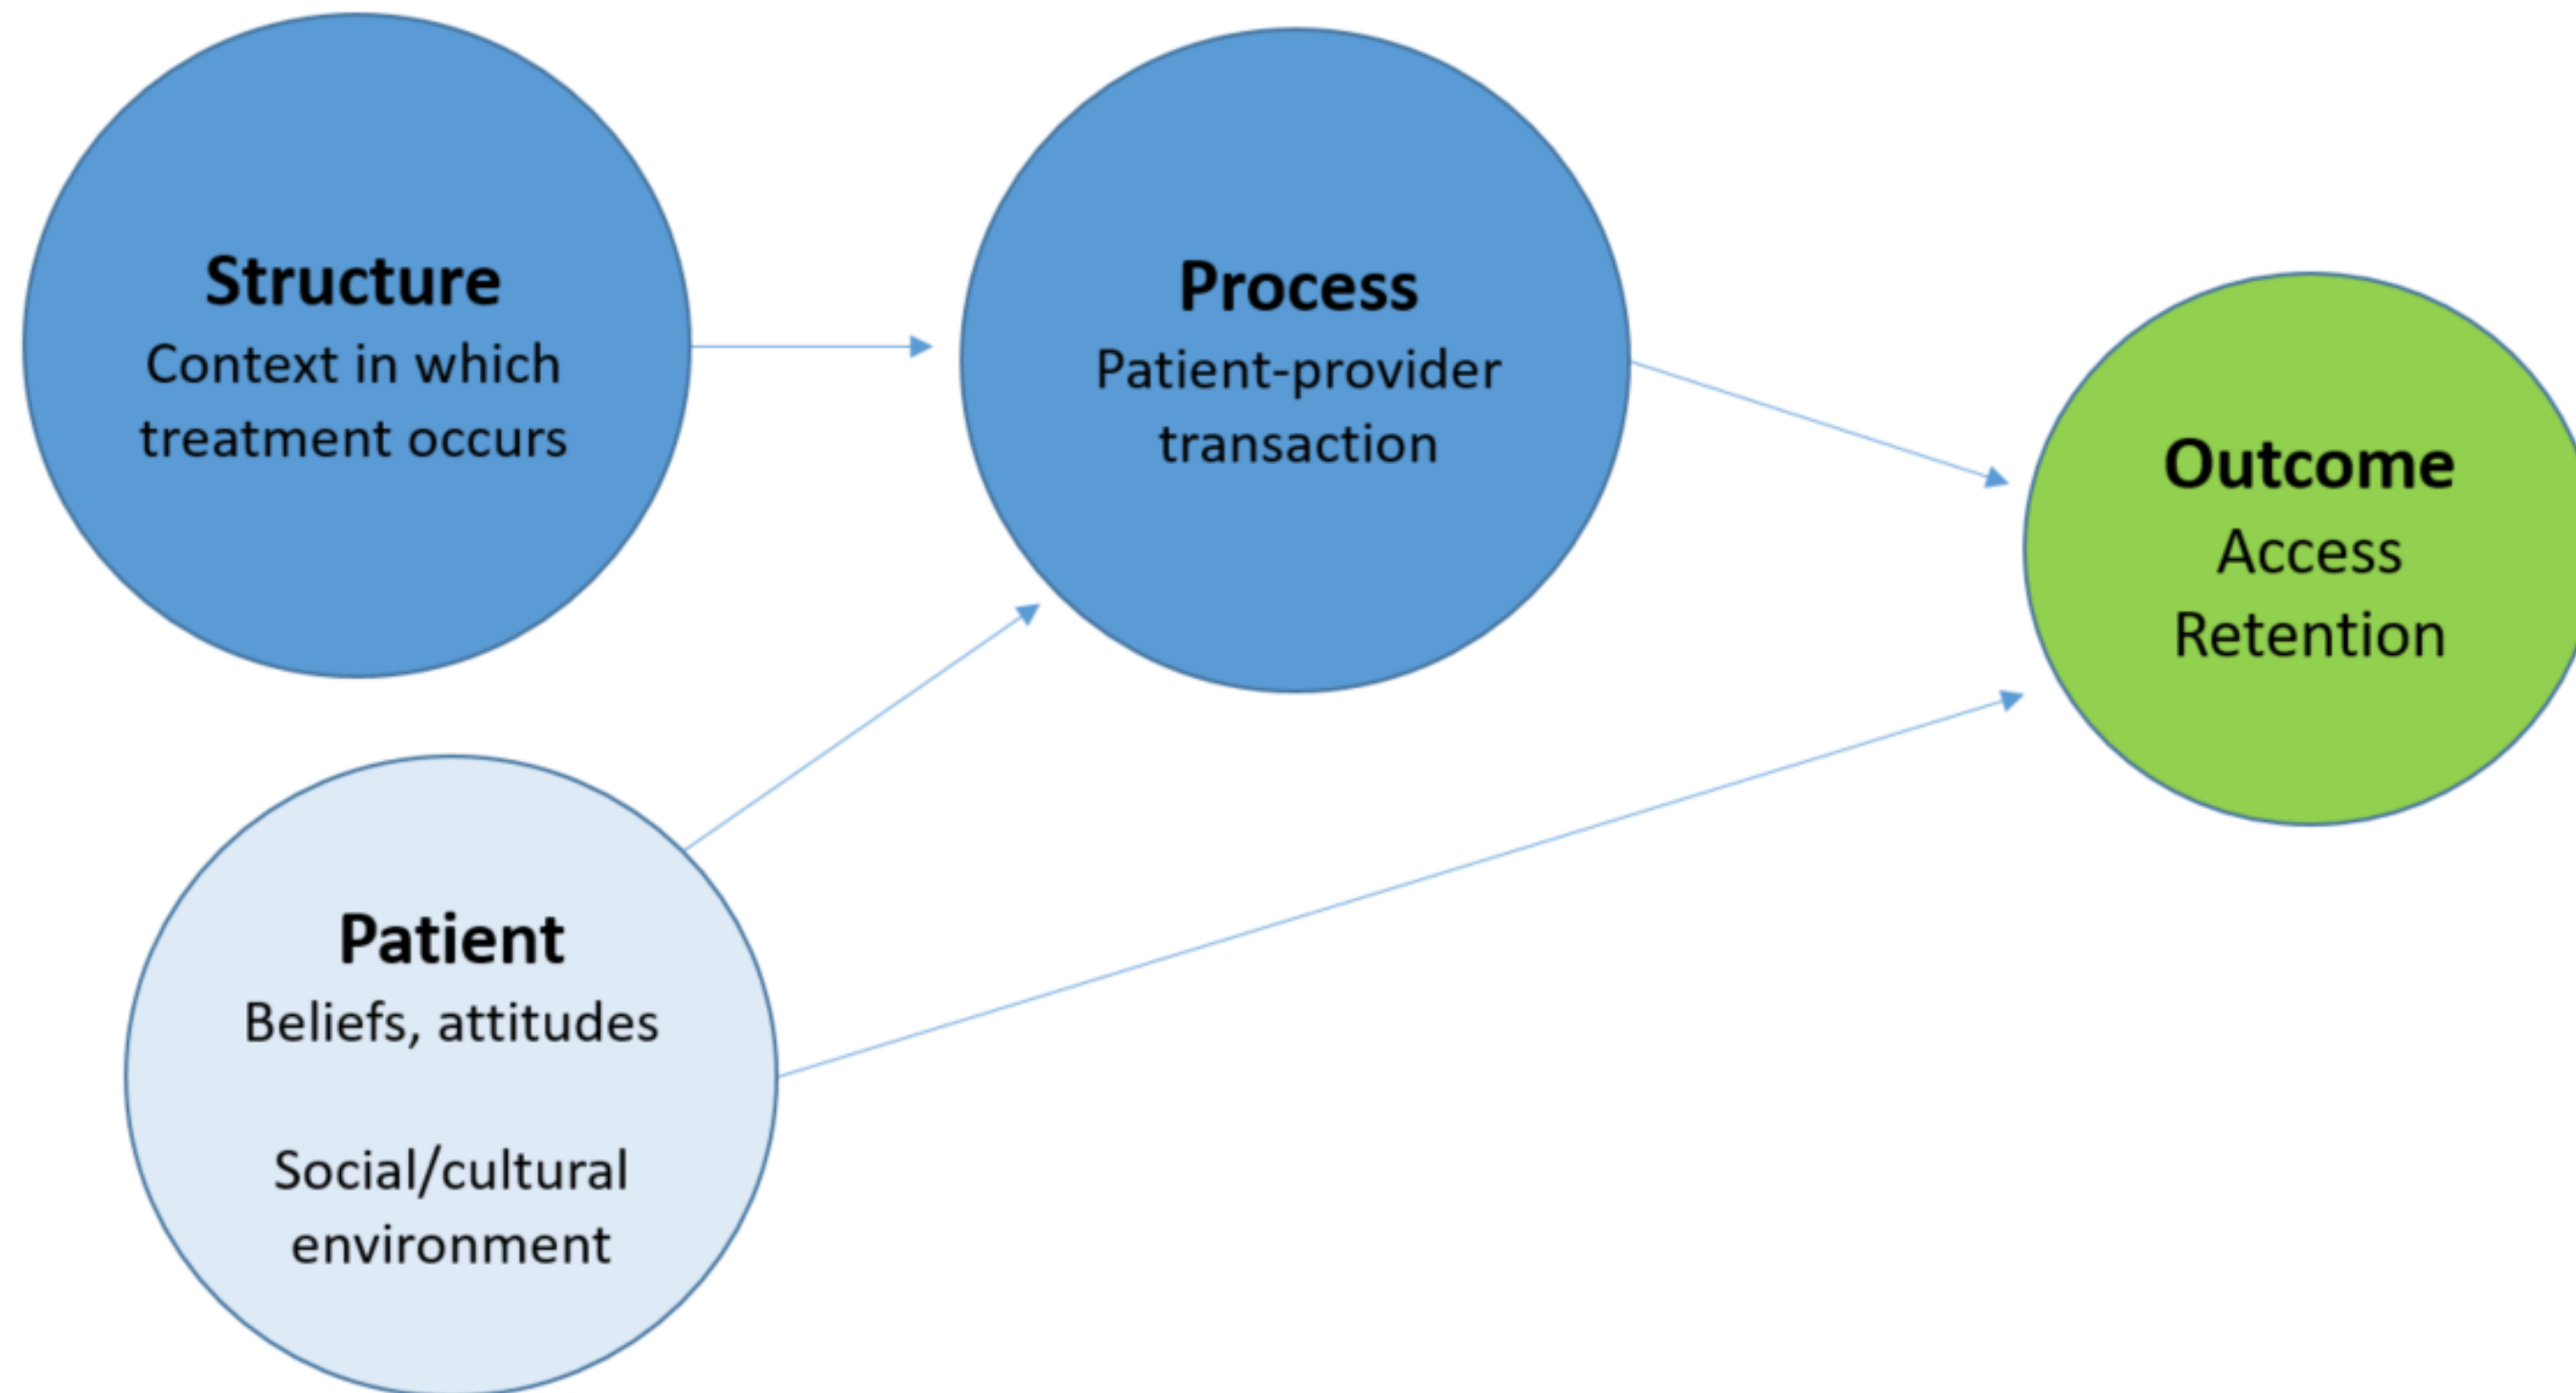 Structure
Context in which
treatment occurs
Process
Patient-provider
transaction
Outcome
Access
Retention
Patient
Beliefs, attitudes
Social/cultural
environment